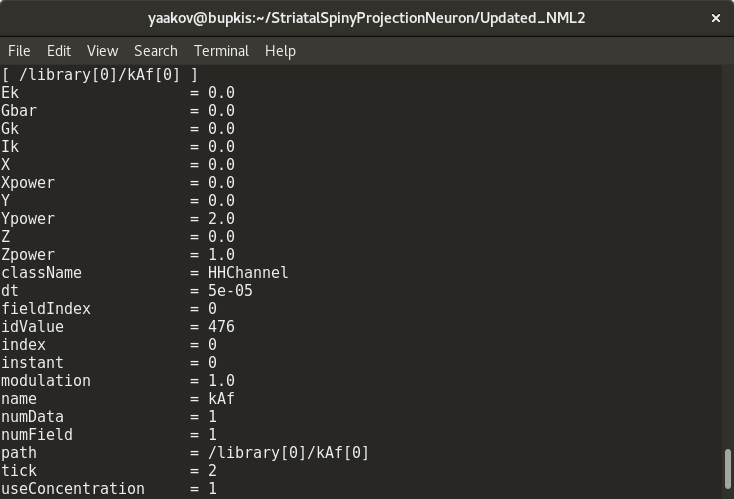 yaakov@bupkis:~/StriatalSpinyProjectionNeuron/Updated_NML2 ×
File Edit View Search Terminal Help
[ /library[0]/kAf[0] ]
Ek = 0.0
Gbar = 0.0
Gk = 0.0
Ik = 0.0
X = 0.0
Xpower = 0.0
Y = 0.0
Ypower = 2.0
Z = 0.0
Zpower = 1.0
className = HHChannel
dt = 5e-05
fieldIndex = 0
idValue = 476
index = 0
instant = 0
modulation = 1.0
name = kAf
numData = 1
numField = 1
path = /library[0]/kAf[0]
tick = 2
useConcentration = 1